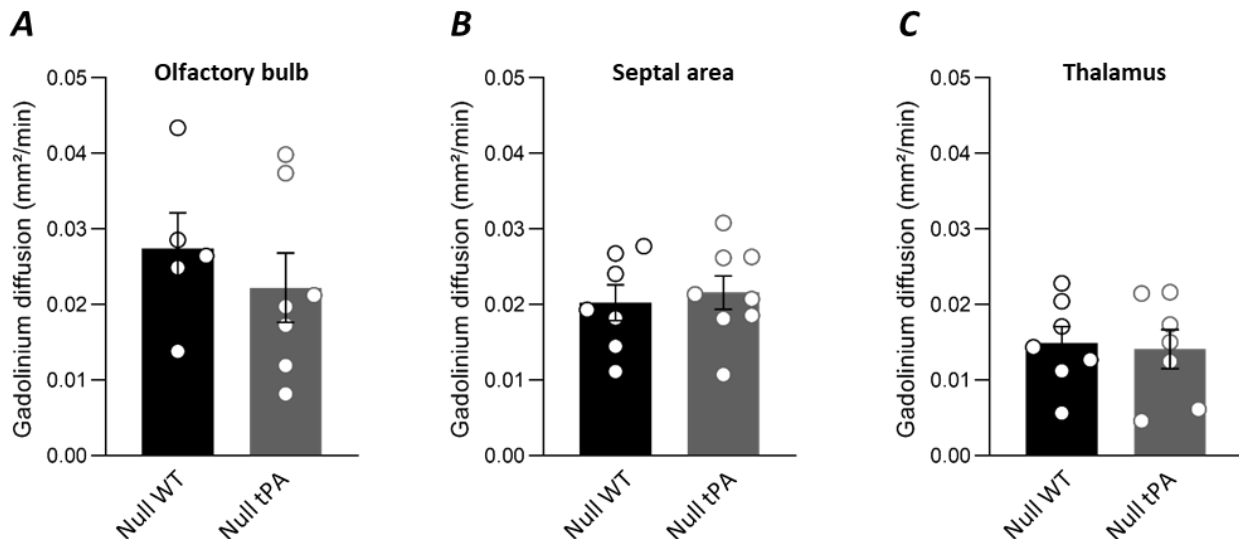 A
Olfactory bulb
Gadolinium diffusion (mm²/min)
0.05
0.04
0.03
0.02
0.01
0.00
Null WT
Null tPA
B
Septal area
Gadolinium diffusion (mm²/min)
0.05
0.04
0.03
0.02
0.01
0.00
Null WT
Null tPA
C
Thalamus
Gadolinium diffusion (mm²/min)
0.05
0.04
0.03
0.02
0.01
0.00
Null WT
Null tPA